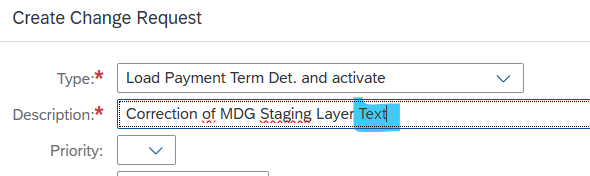 Create Change Request
Type:* Load Payment Term Det. and activate
Description:* Correction of MDG Staging Layer Text
Priority: